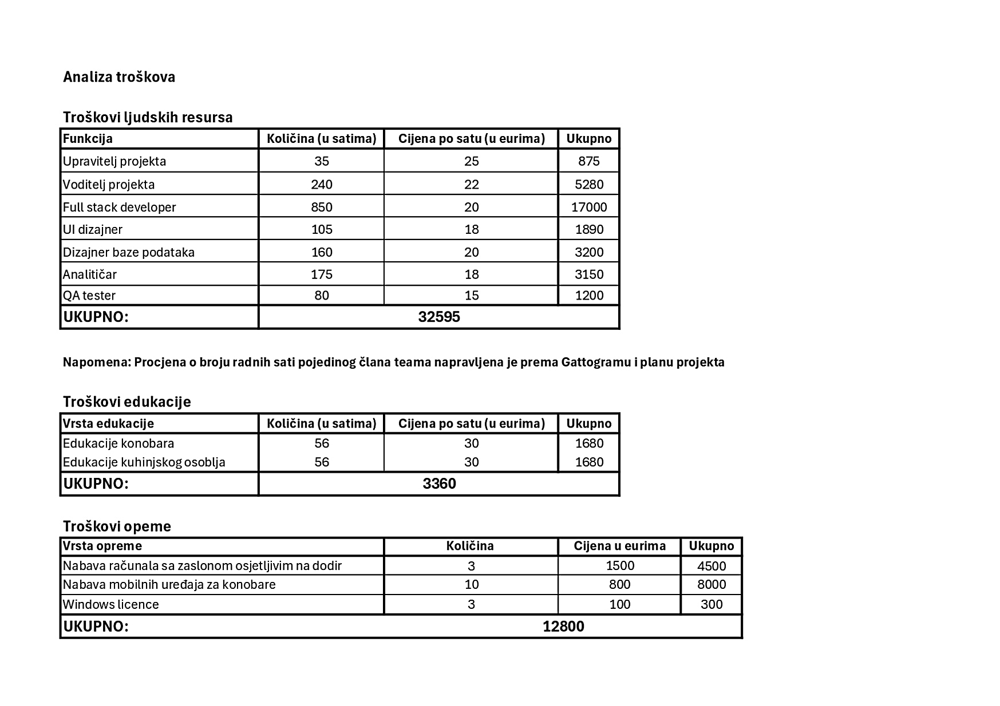 Analiza troškova
Troškovi ljudskih resursa
Funkcija Količina (u satima) Cijena po satu (u eurima) Ukupno
Upravitelj projekta 35 25 875
Voditelj projekta 240 22 5280
Full stack developer 850 20 17000
UI dizajner 105 18 1890
Dizajner baze podataka 160 20 3200
Analitičar 175 18 3150
QA tester 80 15 1200
UKUPNO: 32595
Napomena: Procjena o broju radnih sati pojedinog člana teama napravljena je prema Gattogramu i planu projekta
Troškovi edukacije
Vrsta edukacije Količina (u satima) Cijena po satu (u eurima) Ukupno
Edukacije konobara 56 30 1680
Edukacije kuhinjskog osoblja 56 30 1680
UKUPNO: 3360
Troškovi opeme
Vrsta opreme Količina Cijena u eurima Ukupno
Nabava računala sa zaslonom osjetljivim na dodir 3 1500 4500
Nabava mobilnih uređaja za konobare 10 800 8000
Windows licence 3 100 300
UKUPNO: 12800